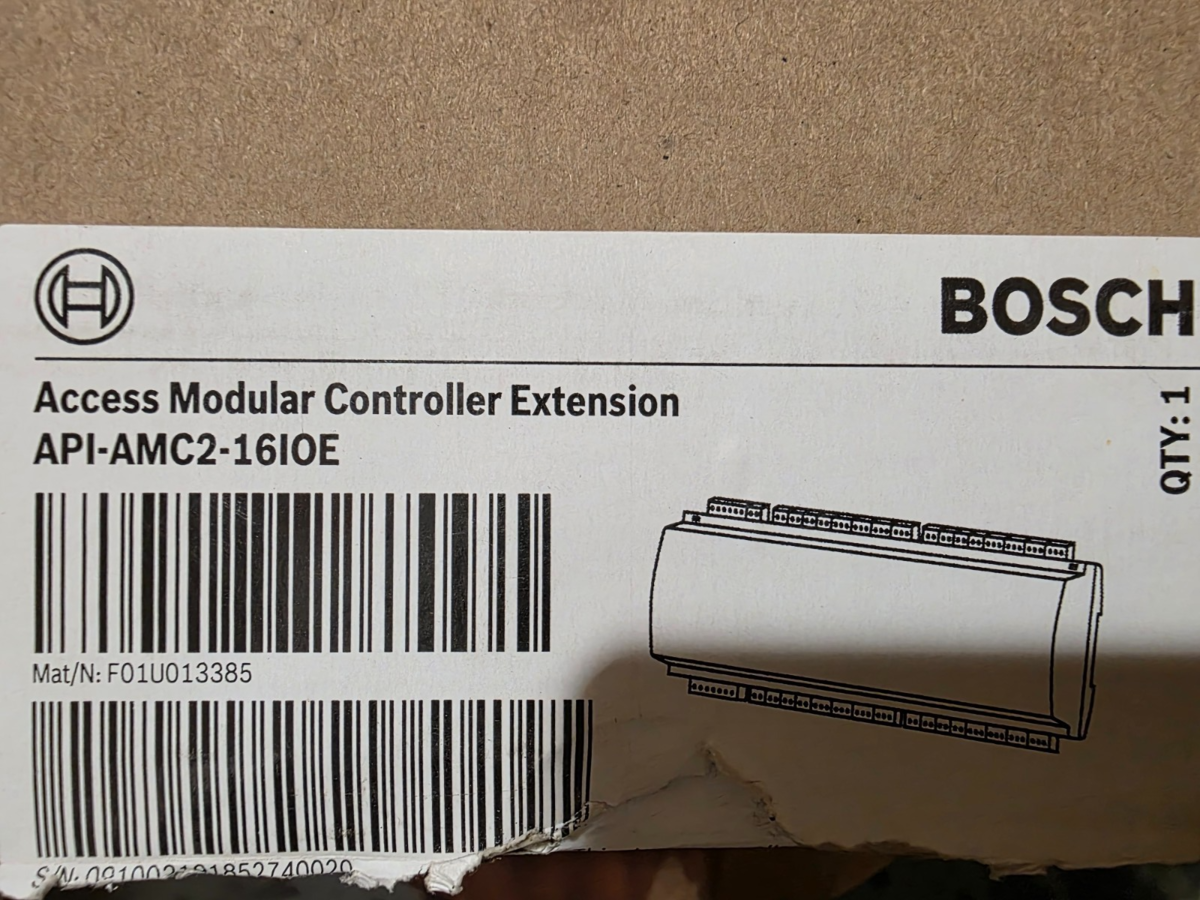 BOSCH
Access Modular Controller Extension
API-AMC2-16IOE
QTY: 1
Mat/N: F01U013385
S/N: